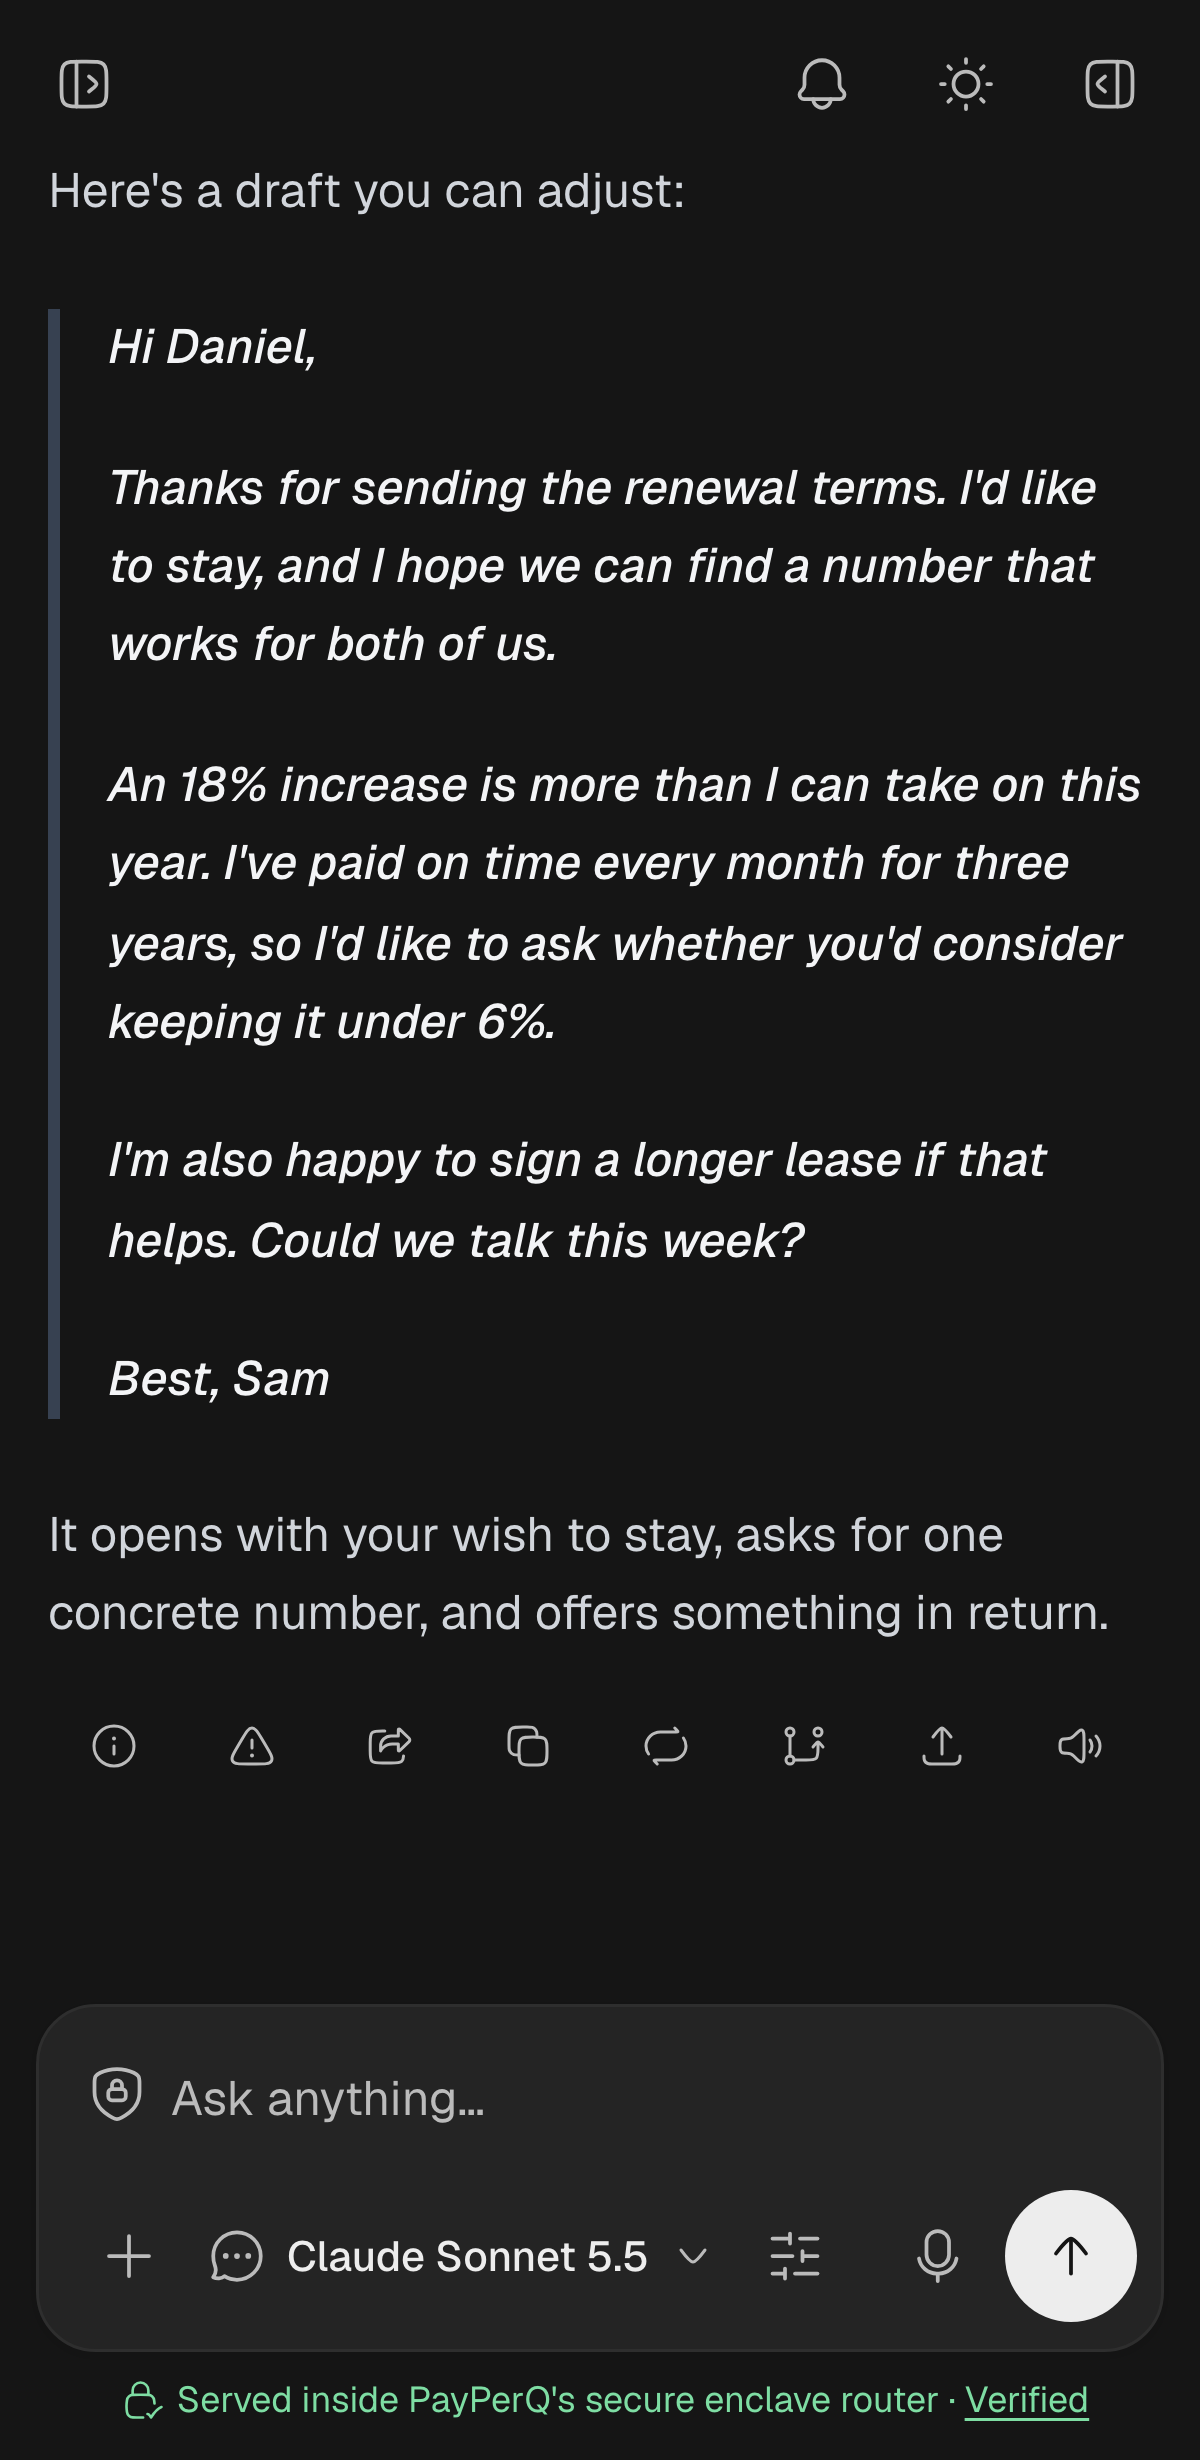 Here's a draft you can adjust:
Hi Daniel,
Thanks for sending the renewal terms. I'd like
to stay, and I hope we can find a number that
works for both of us.
An 18% increase is more than I can take on this
year. I've paid on time every month for three
years, so I'd like to ask whether you'd consider
keeping it under 6%.
I'm also happy to sign a longer lease if that
helps. Could we talk this week?
Best, Sam
It opens with your wish to stay, asks for one
concrete number, and offers something in return.
Ask anything...
Claude Sonnet 5.5
Served inside PayPerQ's secure enclave router · Verified